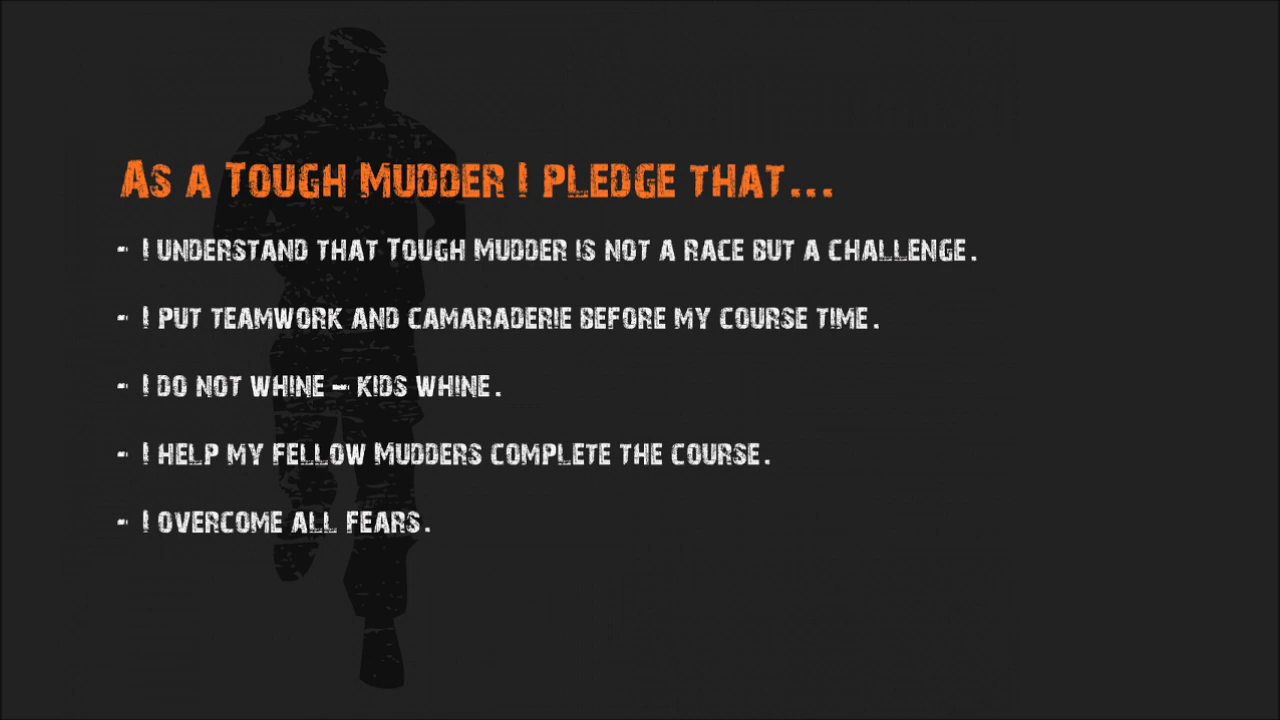 As a Tough Mudder I pledge that...
- I understand that Tough Mudder is not a race but a challenge.
- I put teamwork and camaraderie before my course time.
- I do not whine – kids whine.
- I help my fellow Mudders complete the course.
- I overcome all fears.